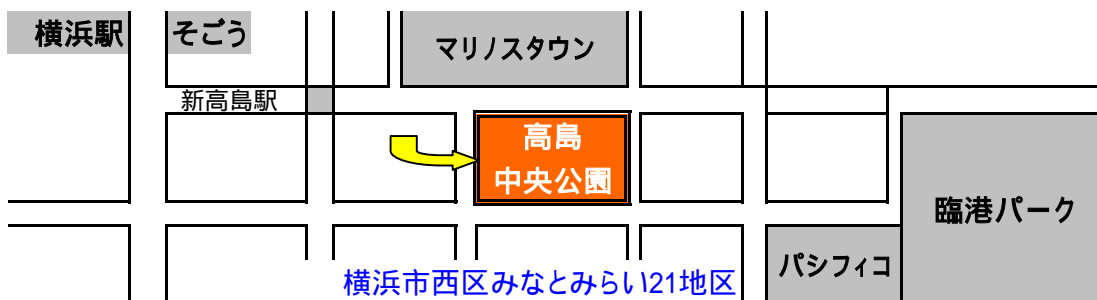 横浜駅
そごう
マリノスタウン
新高島駅
高島
中央公園
臨港パーク
パシフィコ
横浜市西区みなとみらい21地区